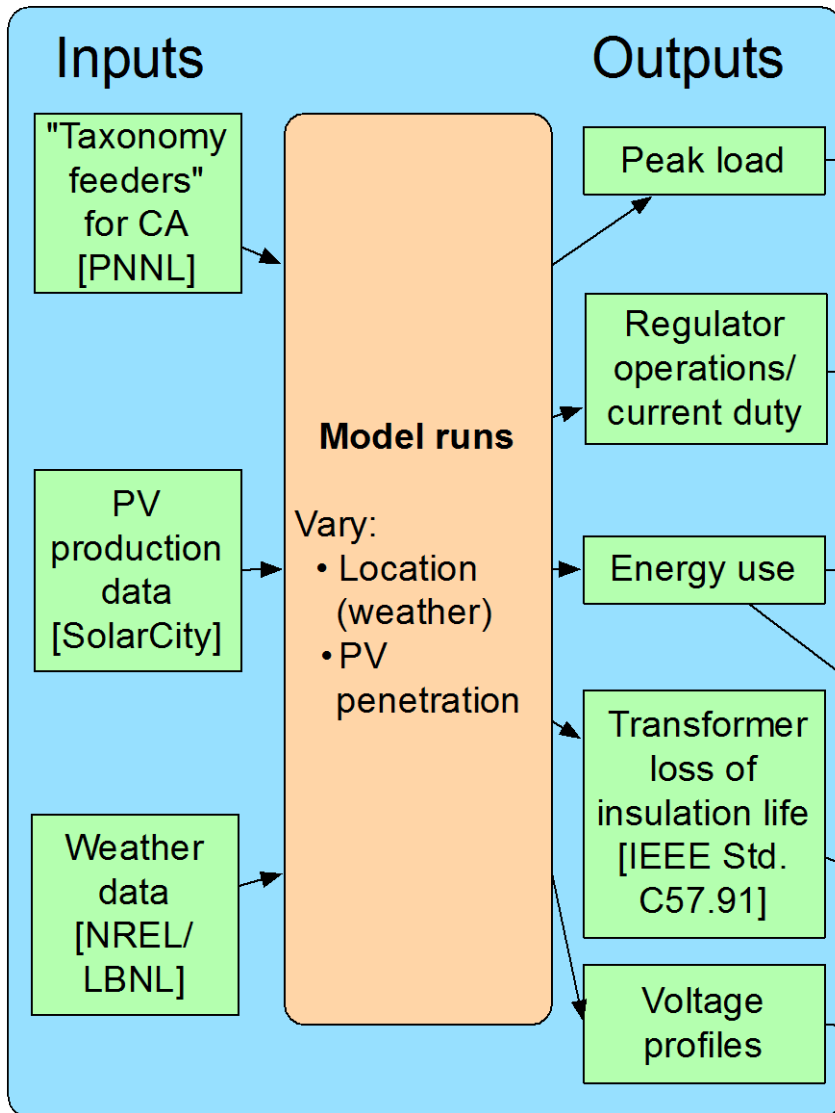 Inputs
"Taxonomy
feeders"
for CA
[PNNL]
PV
production
data
[SolarCity]
Weather
data
[NREL/
LBNL]
Model runs
Vary:
• Location
(weather)
• PV
penetration
Outputs
Peak load
Regulator
operations/
current duty
Energy use
Transformer
loss of
insulation life
[IEEE Std.
C57.91]
Voltage
profiles